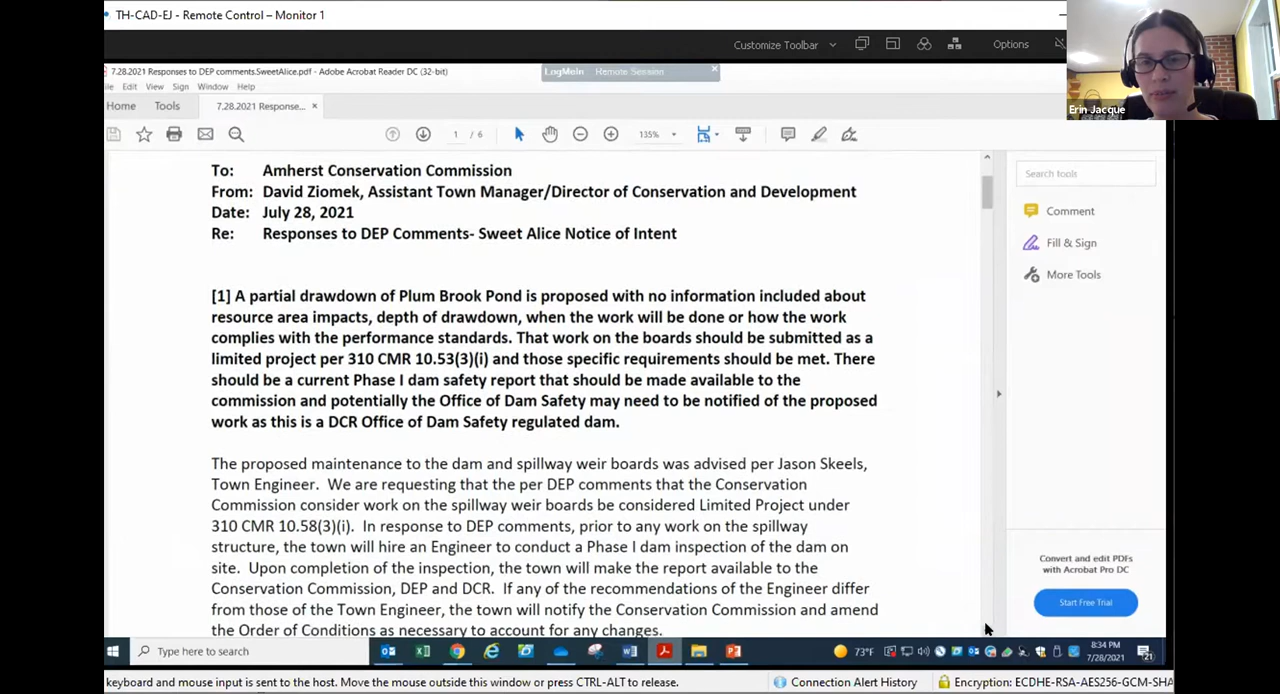 TH-CAD-EJ - Remote Control – Monitor 1
Customize Toolbar
Options
Erin Jacque
7.28.2021 Responses to DEP comments.SweetAlice.pdf - Adobe Acrobat Reader DC (32-bit)
LogMeIn Remote Session
Edit View Sign Window Help
Home Tools 7.28.2021 Response...
1 / 6
135%
Search tools
Comment
Fill & Sign
More Tools
To: Amherst Conservation Commission
From: David Ziomek, Assistant Town Manager/Director of Conservation and Development
Date: July 28, 2021
Re: Responses to DEP Comments- Sweet Alice Notice of Intent
[1] A partial drawdown of Plum Brook Pond is proposed with no information included about
resource area impacts, depth of drawdown, when the work will be done or how the work
complies with the performance standards. That work on the boards should be submitted as a
limited project per 310 CMR 10.53(3)(i) and those specific requirements should be met. There
should be a current Phase I dam safety report that should be made available to the
commission and potentially the Office of Dam Safety may need to be notified of the proposed
work as this is a DCR Office of Dam Safety regulated dam.
The proposed maintenance to the dam and spillway weir boards was advised per Jason Skeels,
Town Engineer. We are requesting that the per DEP comments that the Conservation
Commission consider work on the spillway weir boards be considered Limited Project under
310 CMR 10.58(3)(i). In response to DEP comments, prior to any work on the spillway
structure, the town will hire an Engineer to conduct a Phase I dam inspection of the dam on
site. Upon completion of the inspection, the town will make the report available to the
Conservation Commission, DEP and DCR. If any of the recommendations of the Engineer differ
from those of the Town Engineer, the town will notify the Conservation Commission and amend
the Order of Conditions as necessary to account for any changes.
Convert and edit PDFs
with Acrobat Pro DC
Start Free Trial
Type here to search
73°F
8:34 PM
7/28/2021
21
keyboard and mouse input is sent to the host. Move the mouse outside this window or press CTRL-ALT to release.
Connection Alert History
Encryption: ECDHE-RSA-AES256-GCM-SHA